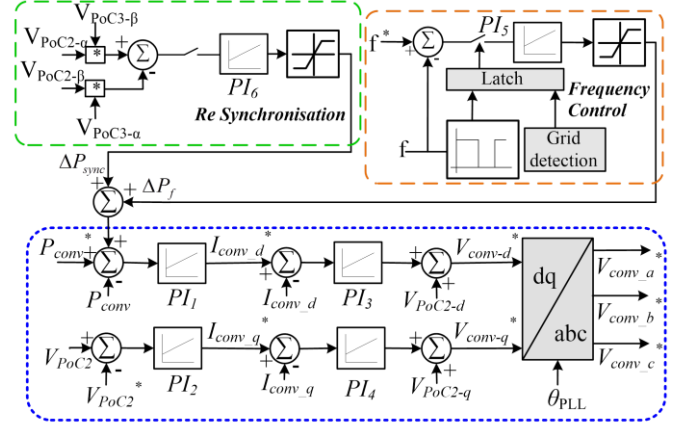 V_PoC3-β
V_PoC2-α * + Σ -
V_PoC2-β *
V_PoC3-α
PI_6
Re Synchronisation
f* + Σ -
PI_5
Latch
Frequency
Control
f
Grid
detection
ΔP_sync
+ Σ + ΔP_f
P_conv* + Σ + -
P_conv
PI_1
I_conv_d* + Σ -
I_conv_d
PI_3
+ Σ +
V_PoC2-d
V_conv-d*
V_PoC2 + Σ -
V_PoC2*
PI_2
I_conv_q* + Σ -
I_conv_q
PI_4
+ Σ +
V_PoC2-q
V_conv-q*
dq
abc
θ_PLL
V_conv_a*
V_conv_b*
V_conv_c*